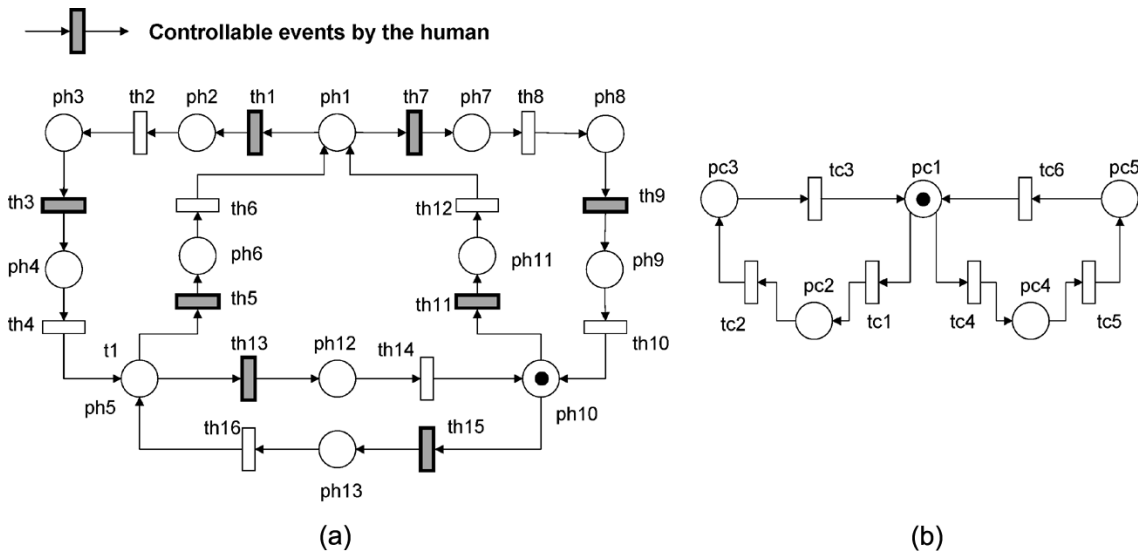 Controllable events by the human
ph3 th2 ph2 th1 ph1 th7 ph7 th8 ph8
pc3 tc3 pc1 tc6 pc5
th3 th6 th12 th9
ph4 ph6 ph11 ph9
tc2 pc2 tc1 tc4 pc4 tc5
th4 th5 th11 th10
t1 th13 ph12 th14
ph5 th16 th15 ph10
ph13
(a) (b)